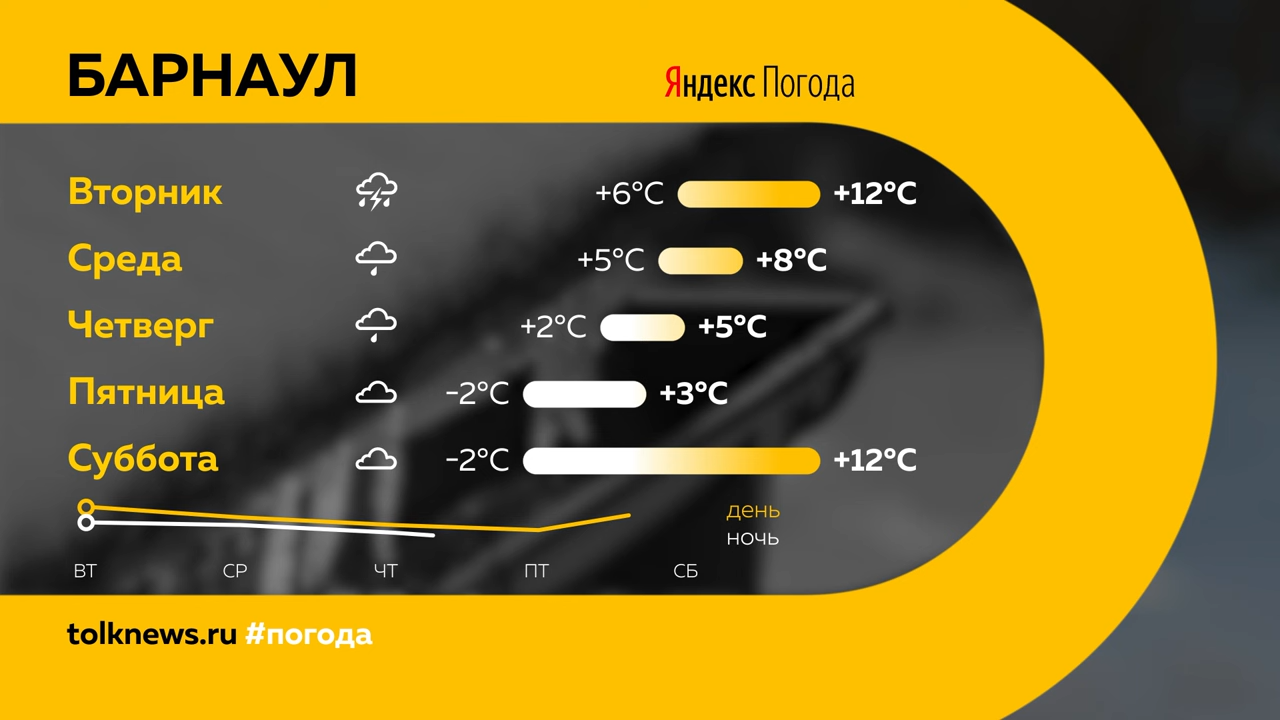 БАРНАУЛ
Яндекс Погода
Вторник +6°C +12°C
Среда +5°C +8°C
Четверг +2°C +5°C
Пятница -2°C +3°C
Суббота -2°C +12°C
день
ночь
ВТ СР ЧТ ПТ СБ
tolknews.ru #погода